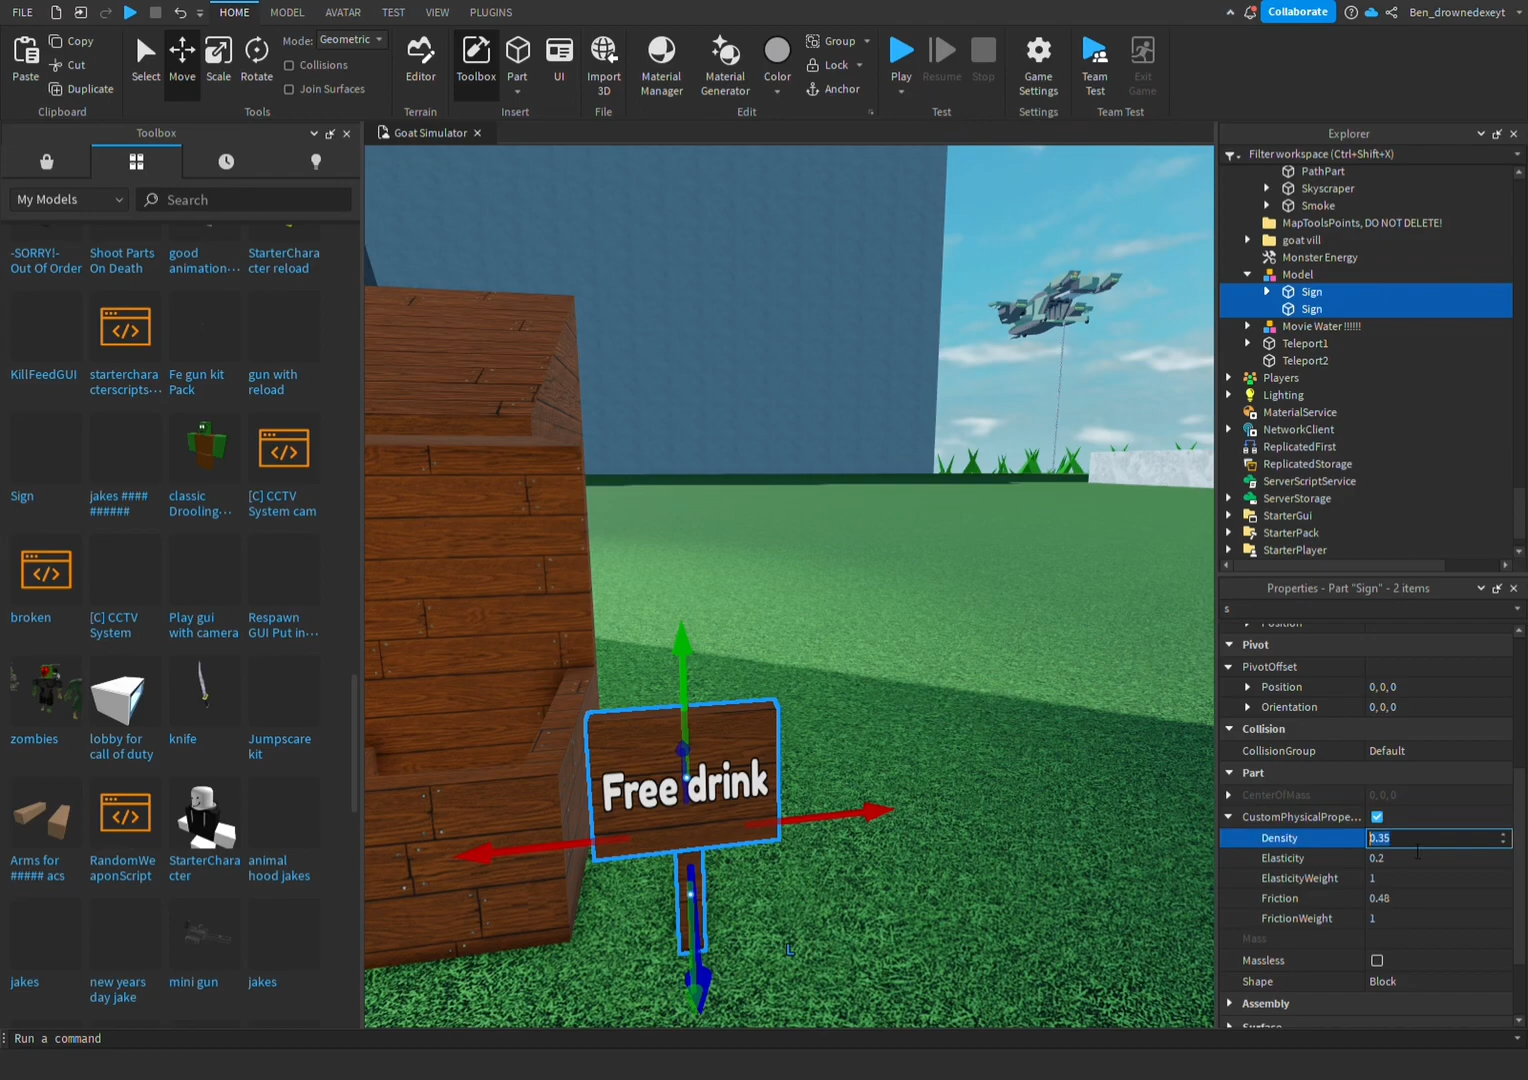 FILE
HOME
MODEL
AVATAR
TEST
VIEW
PLUGINS
Collaborate
Ben_drownedexeyt
Paste
Copy
Cut
Duplicate
Clipboard
Select
Move
Scale
Rotate
Mode: Geometric
Collisions
Join Surfaces
Tools
Editor
Terrain
Toolbox
Part
UI
Insert
Import
3D
File
Material
Manager
Material
Generator
Color
Group
Lock
Anchor
Edit
Play
Resume
Stop
Test
Game
Settings
Settings
Team
Test
Exit
Game
Team Test
Toolbox
My Models
Search
-SORRY!-
Out Of Order
Shoot Parts
On Death
good
animation···
StarterChara
cter reload
KillFeedGUI
startercha
cterscripts···
Fe gun kit
Pack
gun with
reload
Sign
jakes ####
######
classic
Drooling···
[C] CCTV
System cam
broken
[C] CCTV
System
Play gui
with camera
Respawn
GUI Put in···
zombies
lobby for
call of duty
knife
Jumpscare
kit
Arms for
##### acs
RandomWe
aponScript
StarterChara
cter
animal
hood jakes
jakes
new years
day jake
mini gun
jakes
Goat Simulator
Free drink
Explorer
Filter workspace (Ctrl+Shift+X)
PathPart
Skyscraper
Smoke
MapToolsPoints, DO NOT DELETE!
goat vill
Monster Energy
Model
Sign
Sign
Movie Water !!!!!!
Teleport1
Teleport2
Players
Lighting
MaterialService
NetworkClient
ReplicatedFirst
ReplicatedStorage
ServerScriptService
ServerStorage
StarterGui
StarterPack
StarterPlayer
Properties - Part "Sign" - 2 items
s
Position
Pivot
PivotOffset
Position 0, 0, 0
Orientation 0, 0, 0
Collision
CollisionGroup Default
Part
CenterOfMass 0, 0, 0
CustomPhysicalPrope...
Density 0.35
Elasticity 0.2
ElasticityWeight 1
Friction 0.48
FrictionWeight 1
Mass
Massless
Shape Block
Assembly
Surface
Run a command